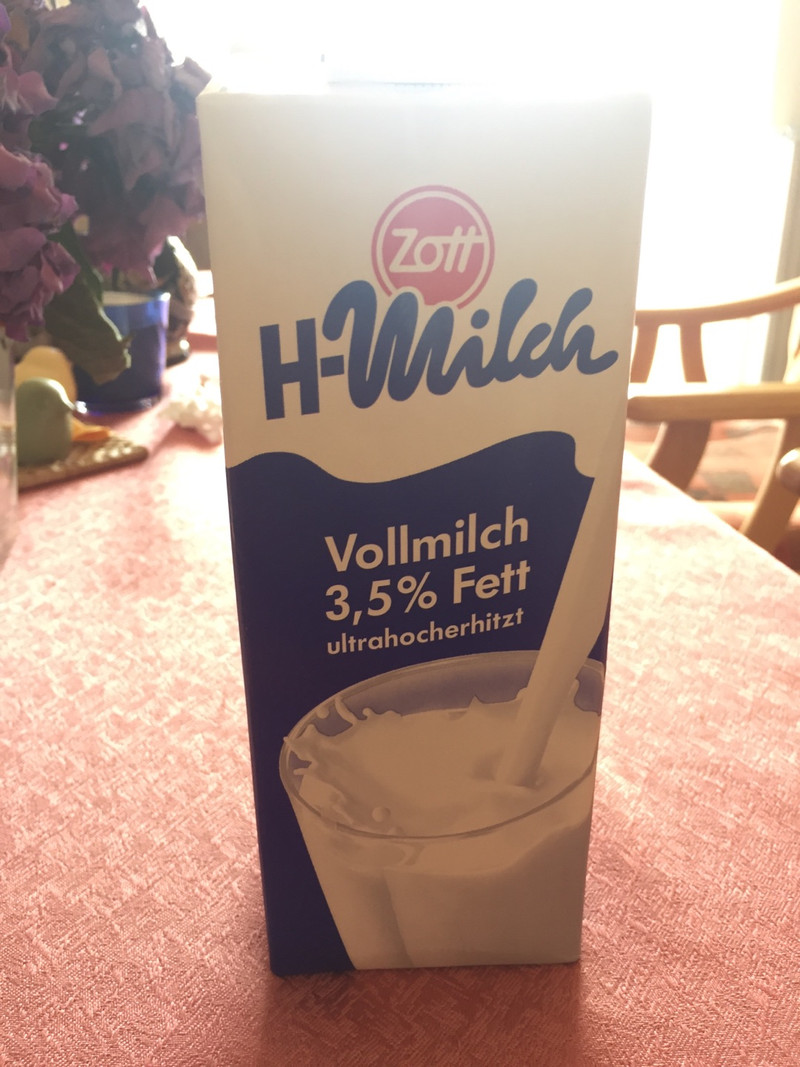 Zott
H-Milch
Vollmilch
3,5% Fett
ultrahocherhitzt